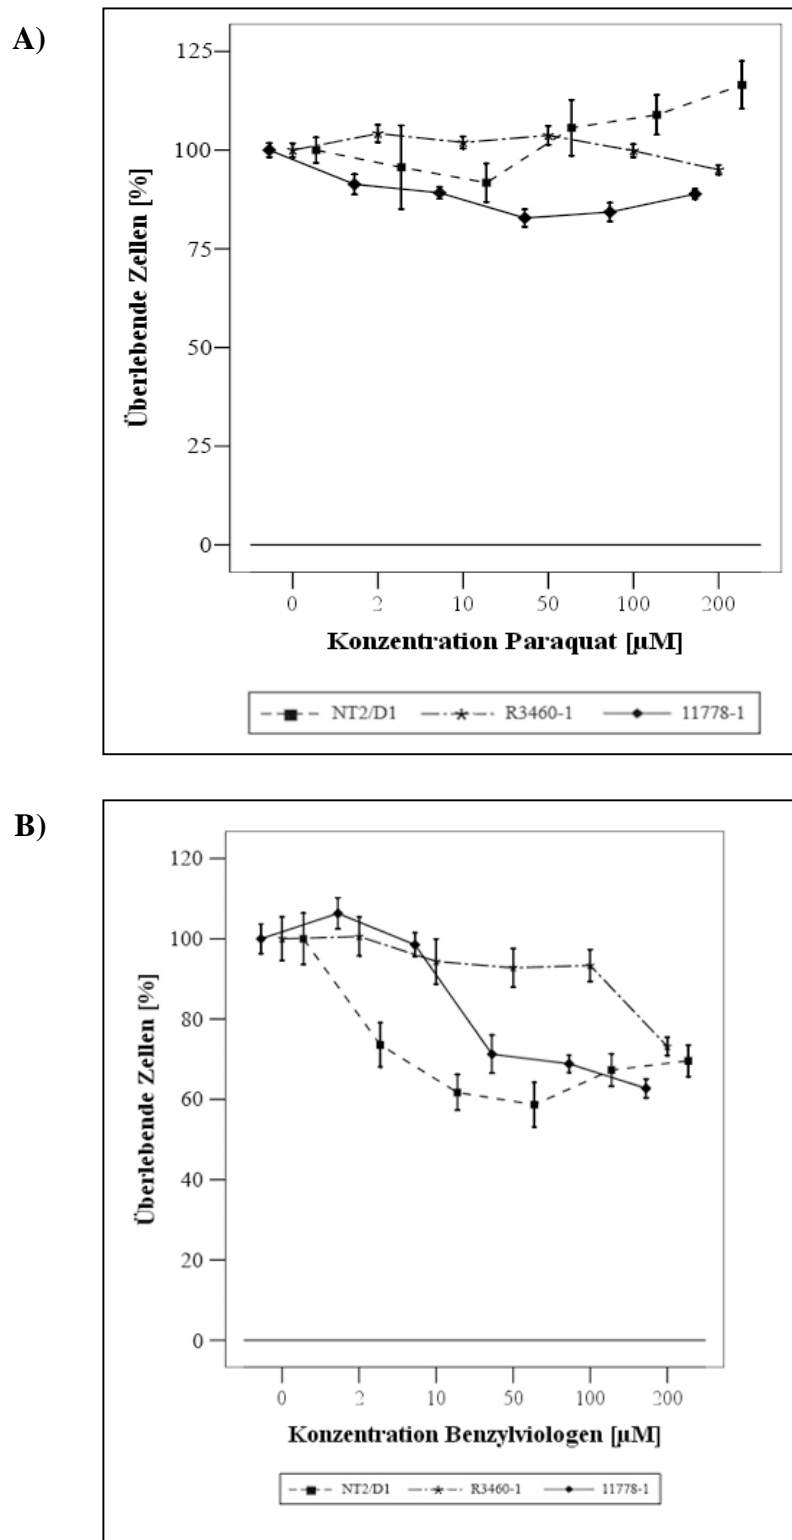 A)
Überlebende Zellen [%]
125
100
75
50
25
0
0 2 10 50 100 200
Konzentration Paraquat [µM]
NT2/D1 R3460-1 11778-1
B)
Überlebende Zellen [%]
120
100
80
60
40
20
0
0 2 10 50 100 200
Konzentration Benzylviologen [µM]
NT2/D1 R3460-1 11778-1